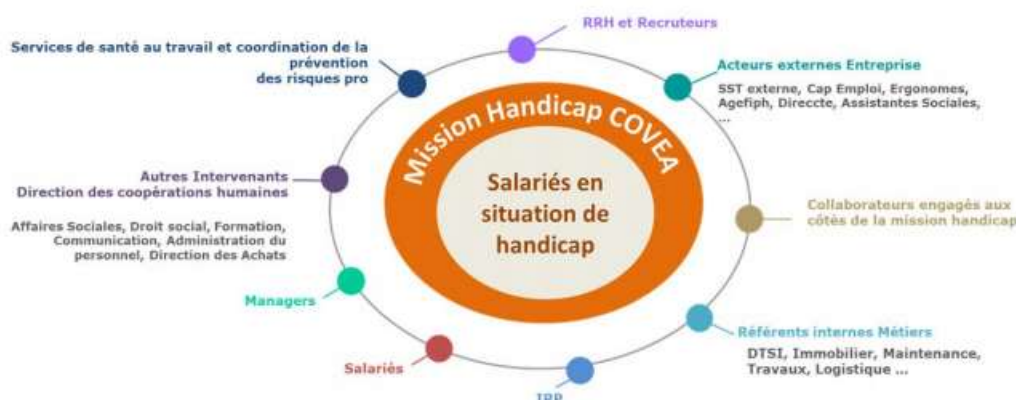 RRH et Recruteurs
Services de santé au travail et coordination de la
prévention
des risques pro
Acteurs externes Entreprise
SST externe, Cap Emploi, Ergonomes,
Agefiph, Direccte, Assistantes Sociales,
...
Mission Handicap COVEA
Salariés en
situation de
handicap
Autres Intervenants
Direction des coopérations humaines
Affaires Sociales, Droit social, Formation,
Communication, Administration du
personnel, Direction des Achats
Collaborateurs engagés aux
côtés de la mission handicap
Managers
Référents internes Métiers
DTSI, Immobilier, Maintenance,
Travaux, Logistique ...
Salariés
IRP